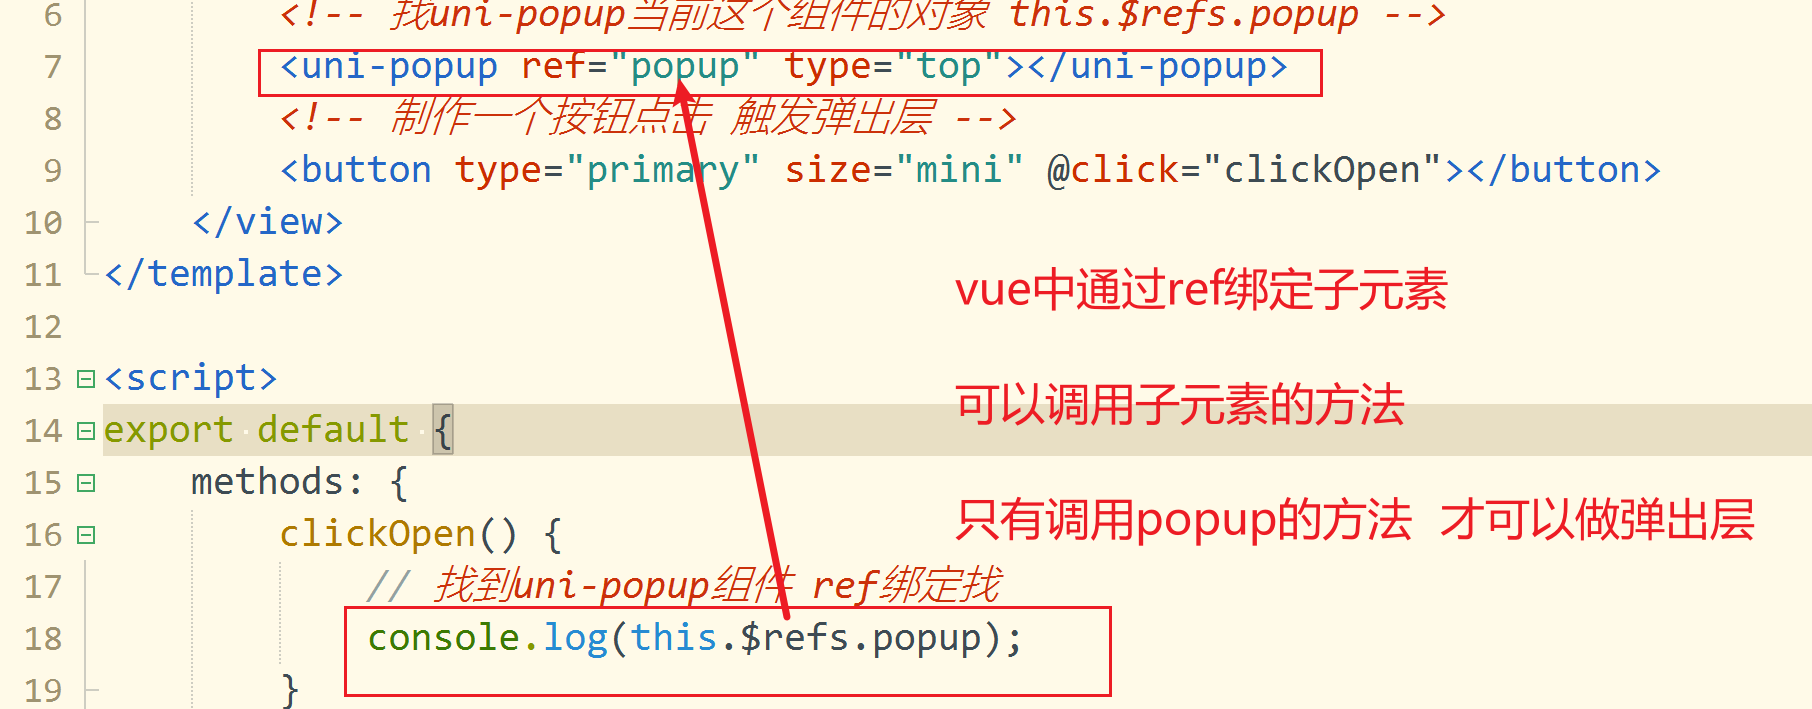 6 <!-- 找uni-popup当前这个组件的对象 this.$refs.popup -->
7 <uni-popup ref="popup" type="top"></uni-popup>
8 <!-- 制作一个按钮点击 触发弹出层 -->
9 <button type="primary" size="mini" @click="clickOpen"></button>
10 </view>
11 </template>
vue中通过ref绑定子元素
12
13 <script>
可以调用子元素的方法
14 export default {
15 methods: {
只有调用popup的方法 才可以做弹出层
16 clickOpen() {
17 // 找到uni-popup组件 ref绑定找
18 console.log(this.$refs.popup);
19 }